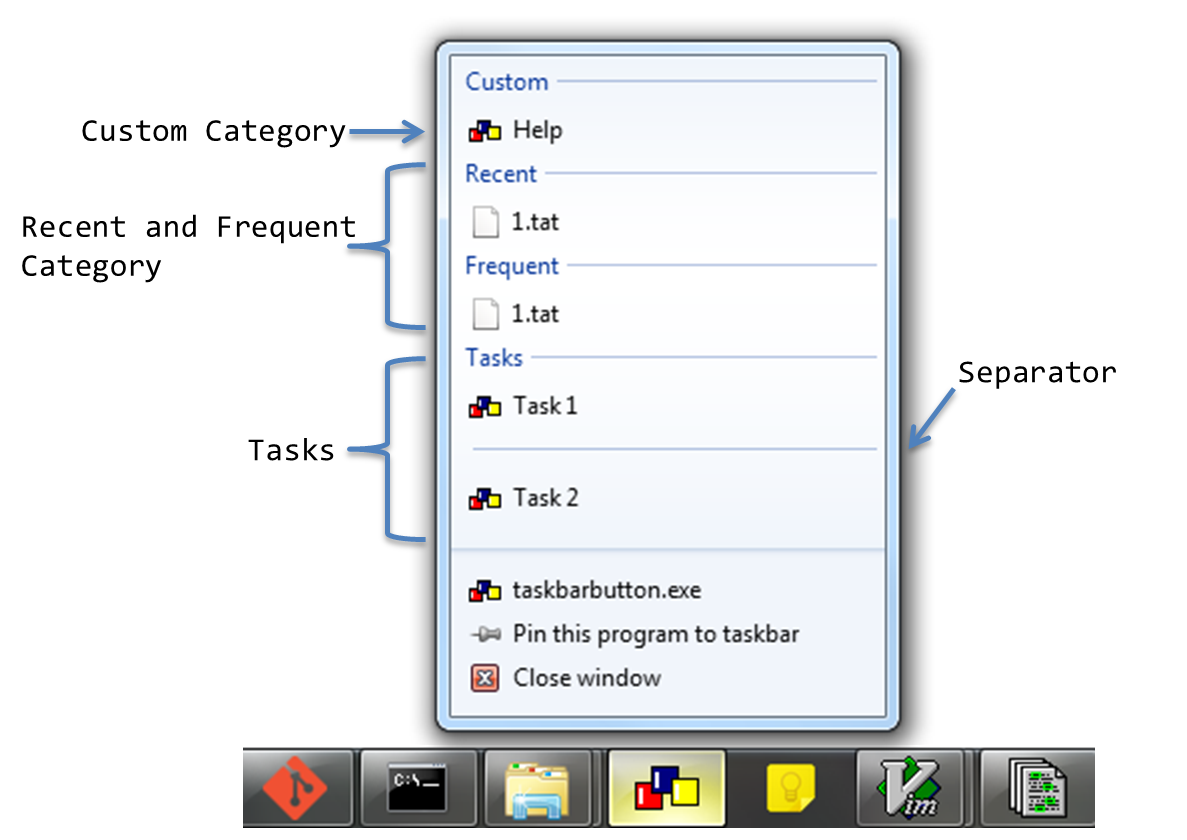 Custom
Custom Category
Help
Recent
Recent and Frequent
Category
1.tat
Frequent
1.tat
Tasks
Separator
Task 1
Tasks
Task 2
taskbarbutton.exe
Pin this program to taskbar
Close window
C:\_
Vim